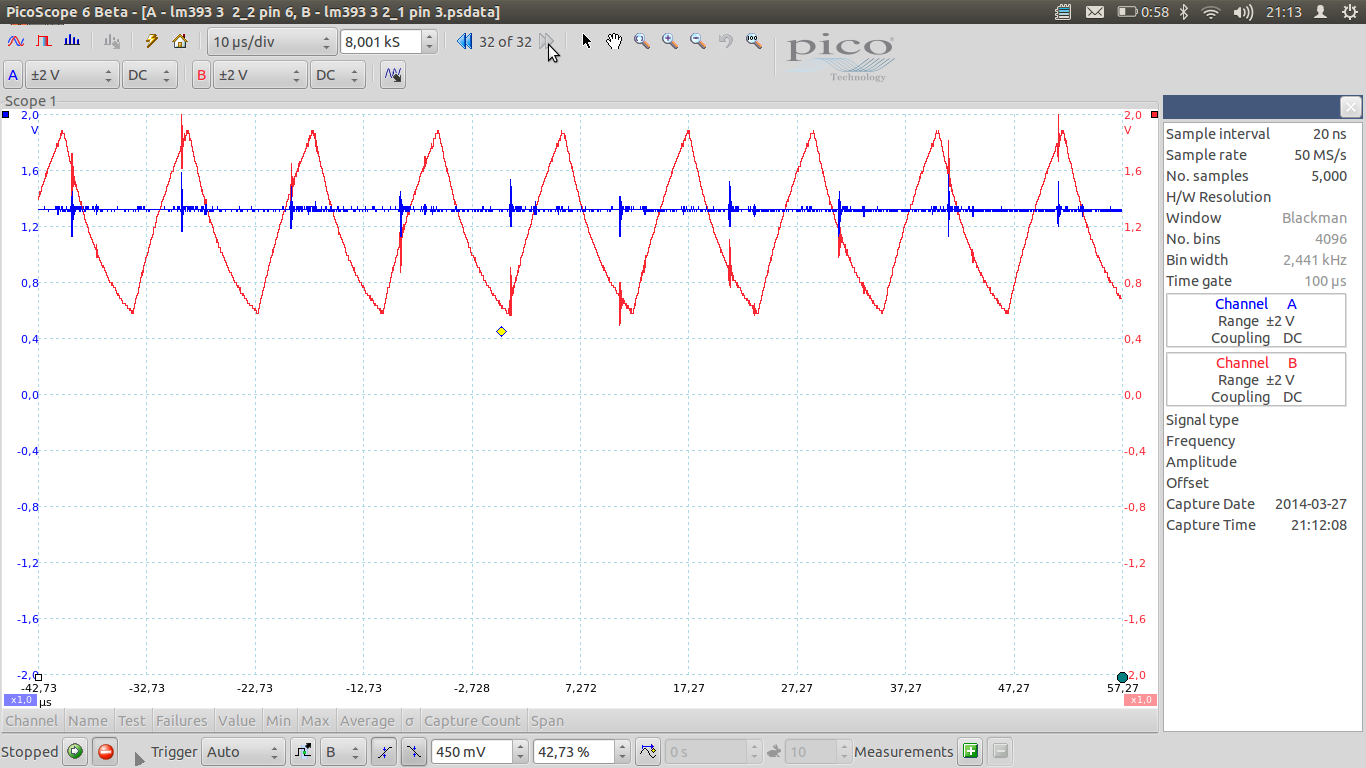 PicoScope 6 Beta - [A - lm393 3  2_2 pin 6, B - lm393 3 2_1 pin 3.psdata]
0:58
21:13
10 µs/div
8,001 kS
32 of 32
pico
Technology
A ±2 V DC B ±2 V DC
Scope 1
2,0
V
1,6
1,2
0,8
0,4
0,0
-0,4
-0,8
-1,2
-1,6
-2,0
2,0
V
1,6
1,2
0,8
0,4
0,0
-0,4
-0,8
-1,2
-1,6
-2,0
-42,73 -32,73 -22,73 -12,73 -2,728 7,272 17,27 27,27 37,27 47,27 57,27
x1,0 µs x1,0
Sample interval 20 ns
Sample rate 50 MS/s
No. samples 5,000
H/W Resolution
Window Blackman
No. bins 4096
Bin width 2,441 kHz
Time gate 100 µs
Channel A
Range ±2 V
Coupling DC
Channel B
Range ±2 V
Coupling DC
Signal type
Frequency
Amplitude
Offset
Capture Date 2014-03-27
Capture Time 21:12:08
Channel Name Test Failures Value Min Max Average σ Capture Count Span
Stopped Trigger Auto B 450 mV 42,73 % 0 s 10 Measurements